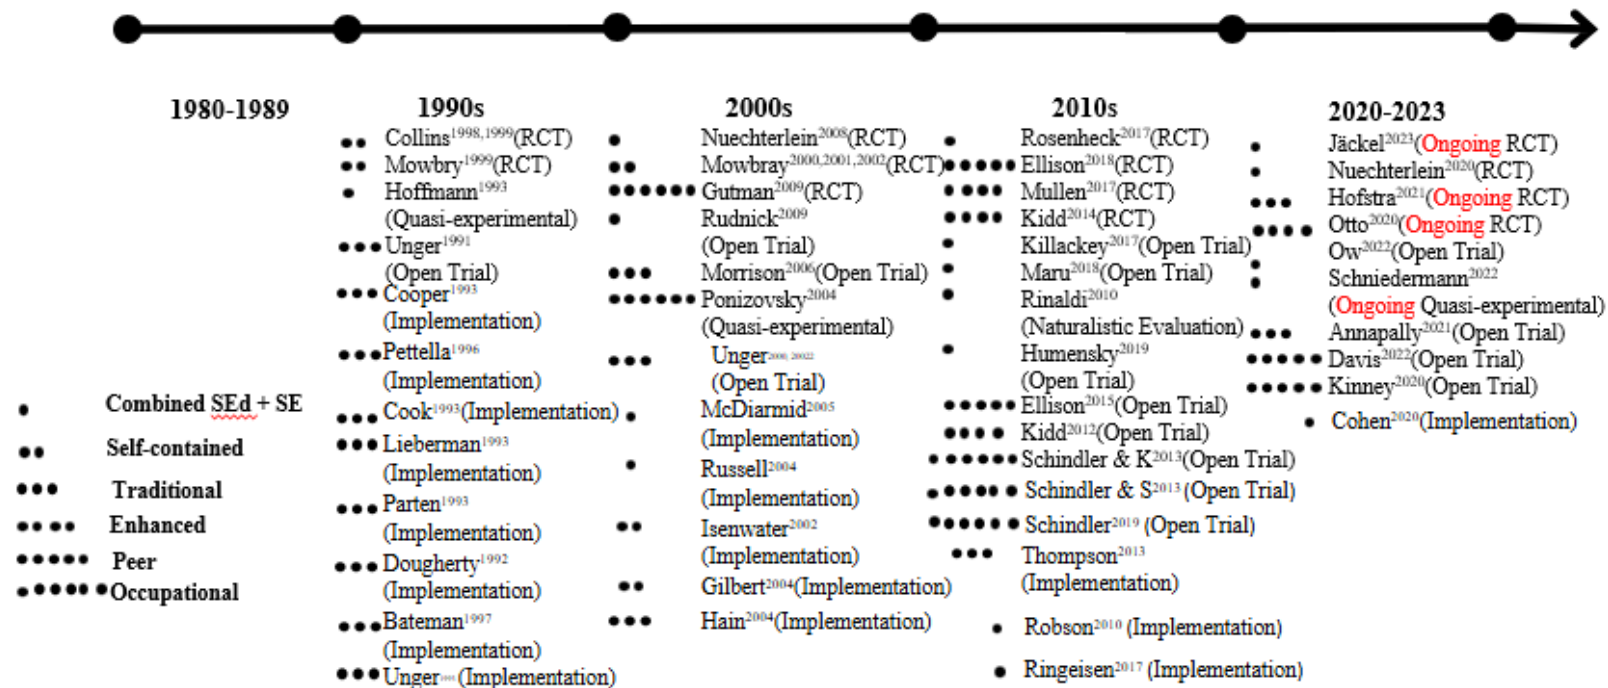 1980-1989
Combined SEd + SE
Self-contained
Traditional
Enhanced
Peer
Occupational
1990s
Collins1998,1999(RCT)
Mowbry1999(RCT)
Hoffmann1993
(Quasi-experimental)
Unger1991
(Open Trial)
Cooper1993
(Implementation)
Pettella1996
(Implementation)
Cook1993(Implementation)
Lieberman1993
(Implementation)
Parten1993
(Implementation)
Dougherty1992
(Implementation)
Bateman1997
(Implementation)
Unger (Implementation)
2000s
Nuechterlein2008(RCT)
Mowbray2000,2001,2002(RCT)
Gutman2009(RCT)
Rudnick2009
(Open Trial)
Morrison2006(Open Trial)
Ponizovsky2004
(Quasi-experimental)
Unger
(Open Trial)
McDiarmid2005
(Implementation)
Russell2004
(Implementation)
Isenwater2002
(Implementation)
Gilbert2004(Implementation)
Hain2004(Implementation)
2010s
Rosenheck2017(RCT)
Ellison2018(RCT)
Mullen2017(RCT)
Kidd2014(RCT)
Killackey2017(Open Trial)
Maru2018(Open Trial)
Rinaldi2010
(Naturalistic Evaluation)
Humensky2019
(Open Trial)
Ellison2015(Open Trial)
Kidd2012(Open Trial)
Schindler & K2013(Open Trial)
Schindler & S2013 (Open Trial)
Schindler2019 (Open Trial)
Thompson2013
(Implementation)
Robson2010 (Implementation)
Ringeisen2017 (Implementation)
2020-2023
Jäckel2023(Ongoing RCT)
Nuechterlein2020(RCT)
Hofstra2021(Ongoing RCT)
Otto2020(Ongoing RCT)
Ow2022(Open Trial)
Schniedermann2022
(Ongoing Quasi-experimental)
Annapally2021(Open Trial)
Davis2022(Open Trial)
Kinney2020(Open Trial)
Cohen2020(Implementation)